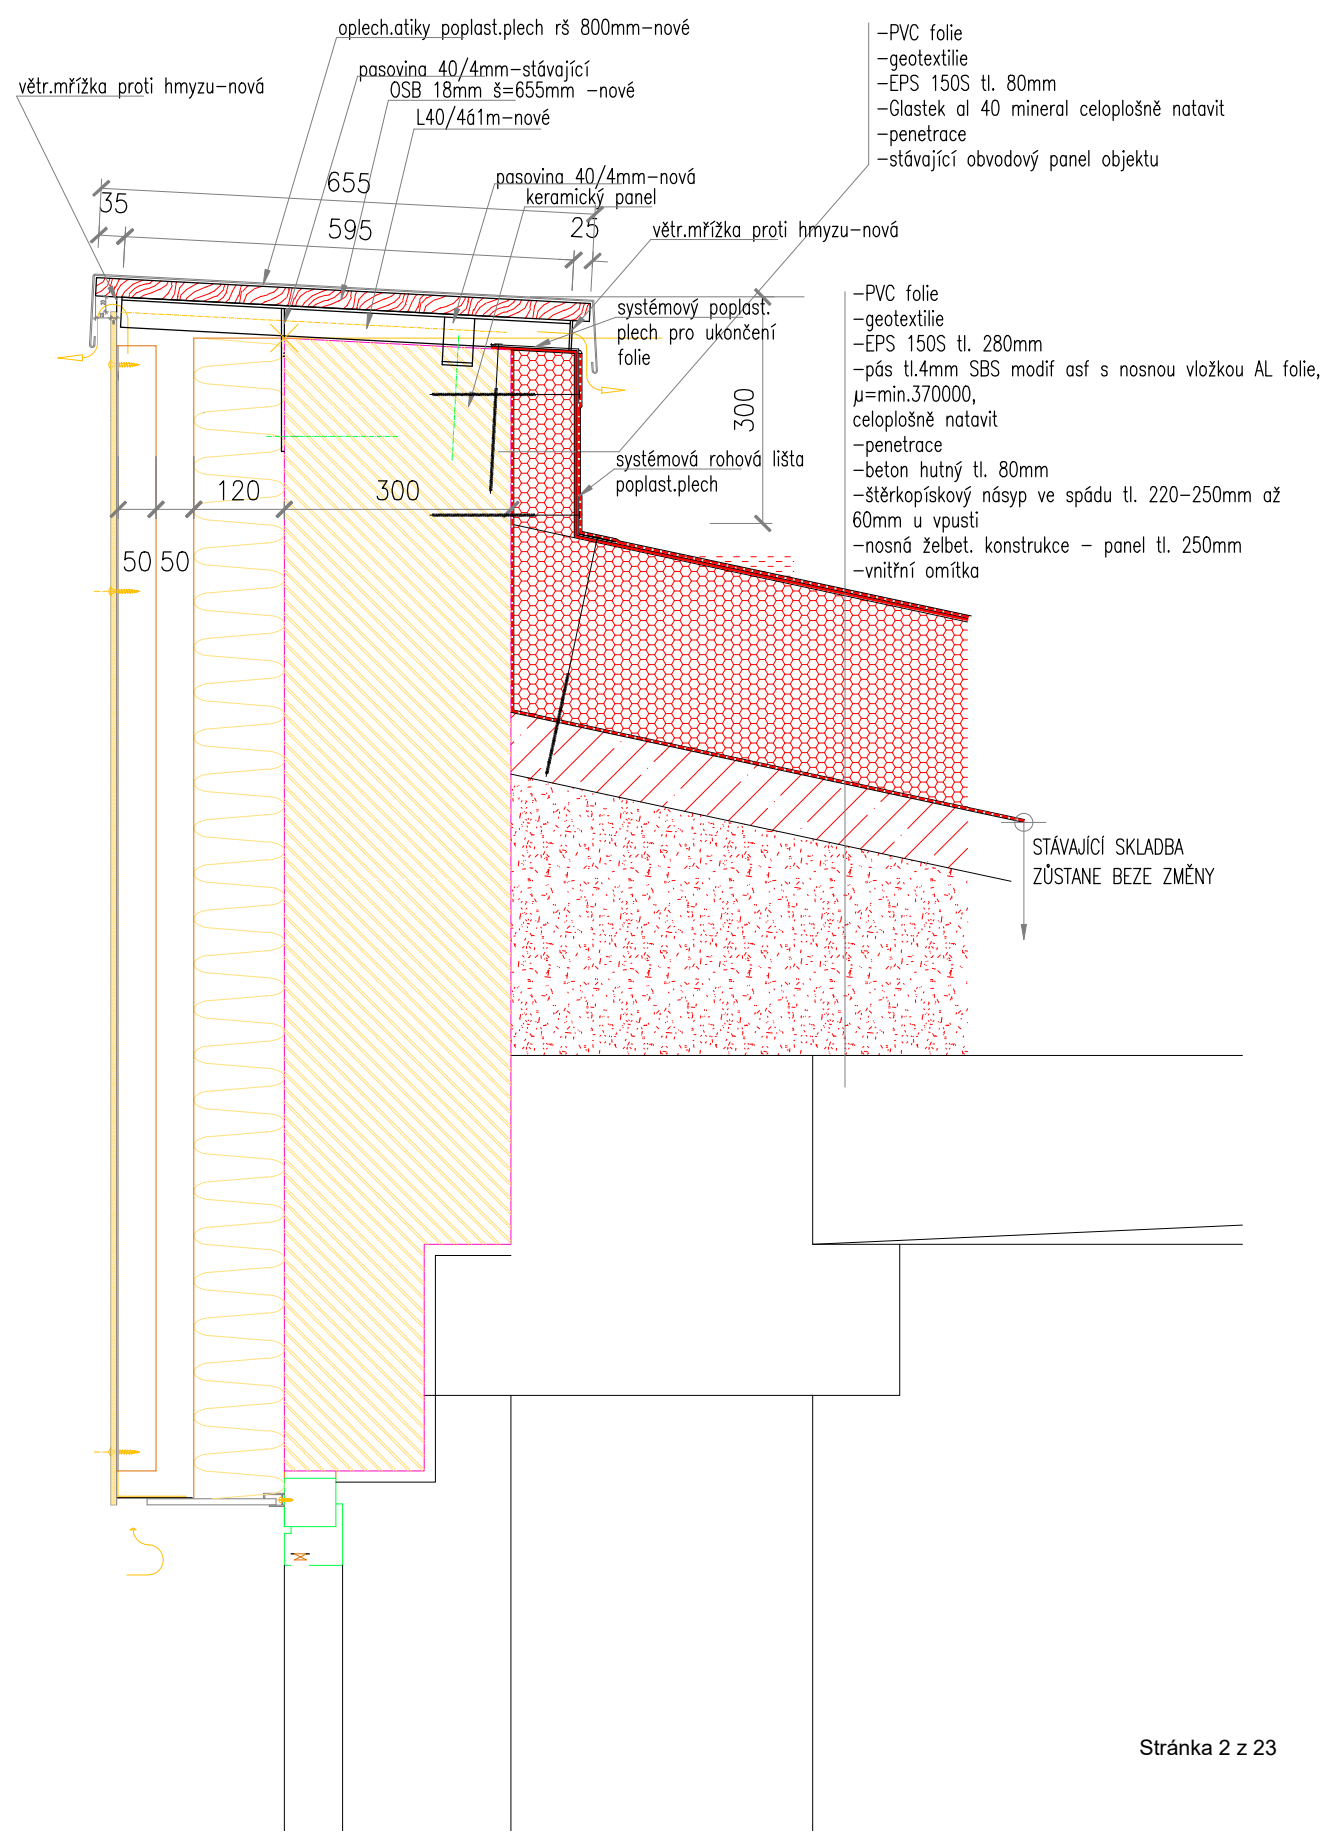 oplech.atiky poplast.plech rš 800mm-nové
pasovina 40/4mm-stávající
větr.mřížka proti hmyzu-nová
OSB 18mm š=655mm -nové
L40/4á1m-nové
pasovina 40/4mm-nová
keramický panel
větr.mřížka proti hmyzu-nová
-PVC folie
-geotextilie
-EPS 150S tl. 80mm
-Glastek al 40 mineral celoplošně natavit
-penetrace
-stávající obvodový panel objektu
655
35
595
25
systémový poplast.
plech pro ukončení
folie
-PVC folie
-geotextilie
-EPS 150S tl. 280mm
-pás tl.4mm SBS modif asf s nosnou vložkou AL folie,
µ=min.370000,
celoplošně natavit
-penetrace
-beton hutný tl. 80mm
-štěrkopískový násyp ve spádu tl. 220-250mm až
60mm u vpusti
-nosná želbet. konstrukce - panel tl. 250mm
-vnitřní omítka
300
systémová rohová lišta
poplast.plech
120
300
50 50
STÁVAJÍCÍ SKLADBA
ZŮSTANE BEZE ZMĚNY
Stránka 2 z 23